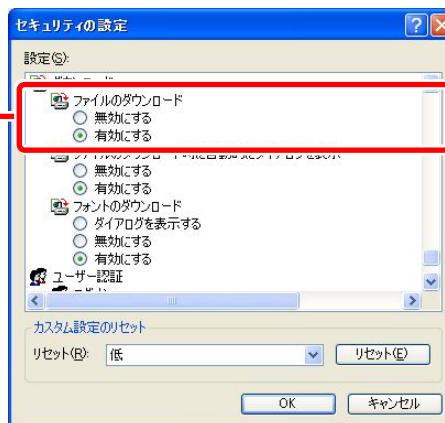 セキュリティの設定
設定(S):
ファイルのダウンロード
無効にする
有効にする
無効にする
有効にする
フォントのダウンロード
ダイアログを表示する
無効にする
有効にする
ユーザー認証
カスタム設定のリセット
リセット(R): 低 リセット(E)
OK キャンセル